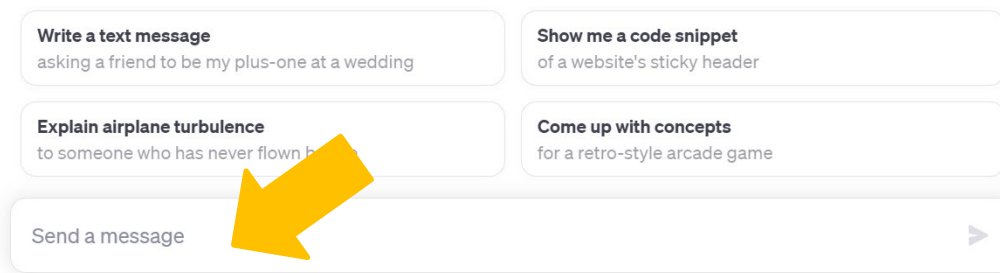 Write a text message
asking a friend to be my plus-one at a wedding
Show me a code snippet
of a website's sticky header
Explain airplane turbulence
to someone who has never flown
Come up with concepts
for a retro-style arcade game
Send a message